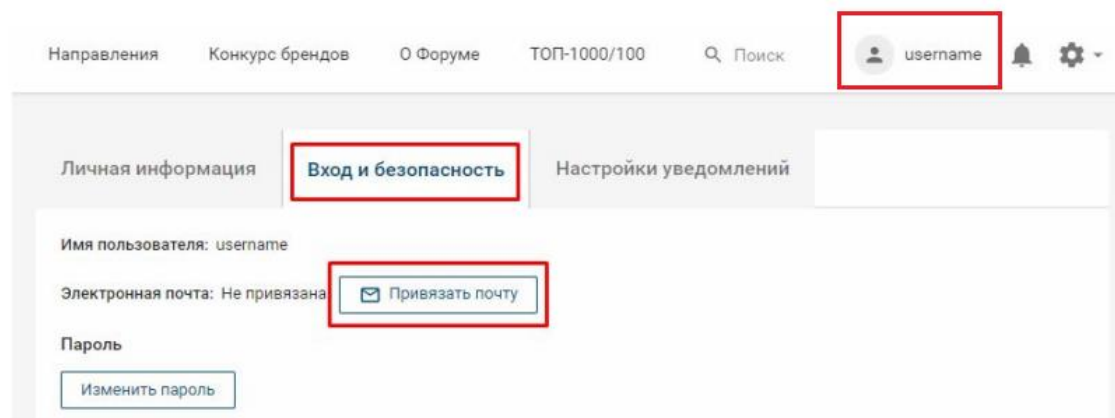 Направления Конкурс брендов О Форуме ТОП-1000/100 Поиск username
Личная информация Вход и безопасность Настройки уведомлений
Имя пользователя: username
Электронная почта: Не привязана Привязать почту
Пароль
Изменить пароль